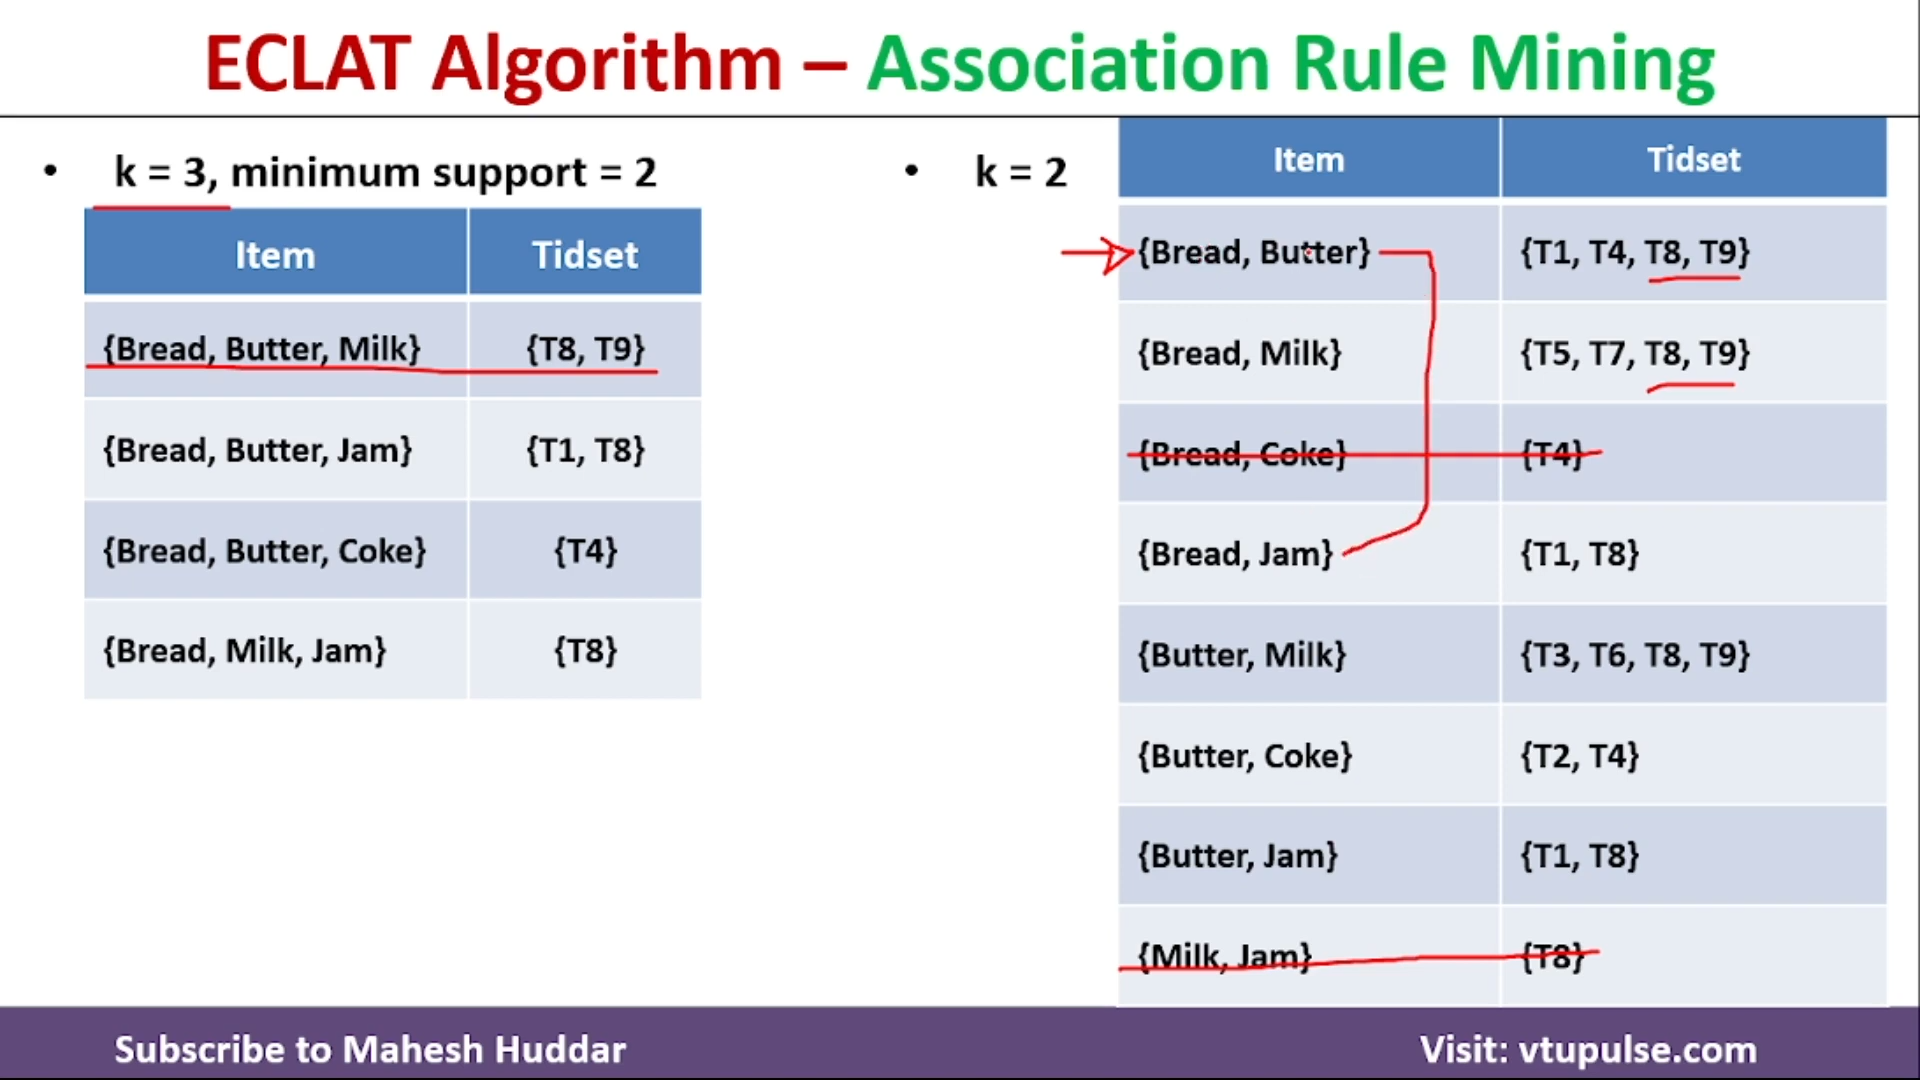 ECLAT Algorithm – Association Rule Mining
• k = 3, minimum support = 2
Item Tidset
{Bread, Butter, Milk} {T8, T9}
{Bread, Butter, Jam} {T1, T8}
{Bread, Butter, Coke} {T4}
{Bread, Milk, Jam} {T8}
• k = 2
Item Tidset
{Bread, Butter} {T1, T4, T8, T9}
{Bread, Milk} {T5, T7, T8, T9}
{Bread, Coke} {T4}
{Bread, Jam} {T1, T8}
{Butter, Milk} {T3, T6, T8, T9}
{Butter, Coke} {T2, T4}
{Butter, Jam} {T1, T8}
{Milk, Jam} {T8}
Subscribe to Mahesh Huddar
Visit: vtupulse.com